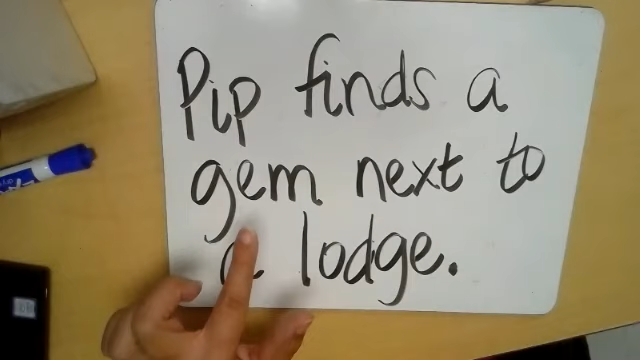 Pip finds a
gem next to
a lodge.